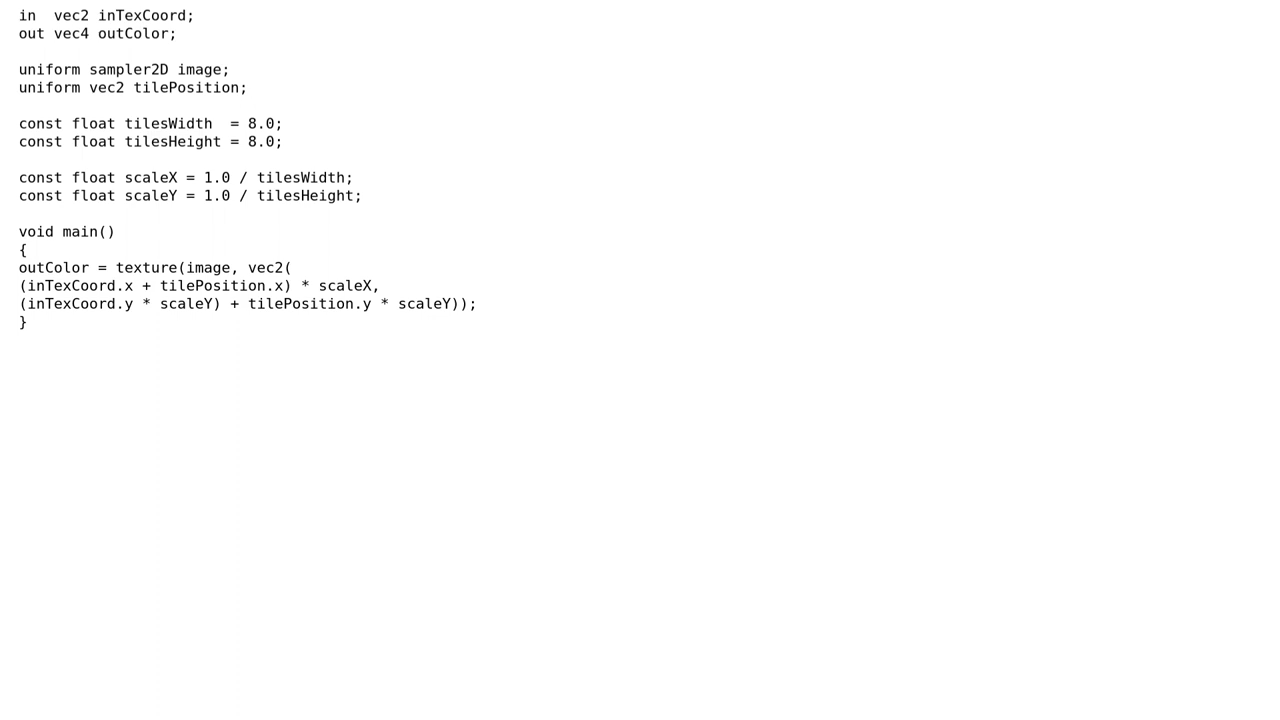 in  vec2 inTexCoord;
out vec4 outColor;

uniform sampler2D image;
uniform vec2 tilePosition;

const float tilesWidth  = 8.0;
const float tilesHeight = 8.0;

const float scaleX = 1.0 / tilesWidth;
const float scaleY = 1.0 / tilesHeight;

void main()
{
outColor = texture(image, vec2(
(inTexCoord.x + tilePosition.x) * scaleX,
(inTexCoord.y * scaleY) + tilePosition.y * scaleY));
}